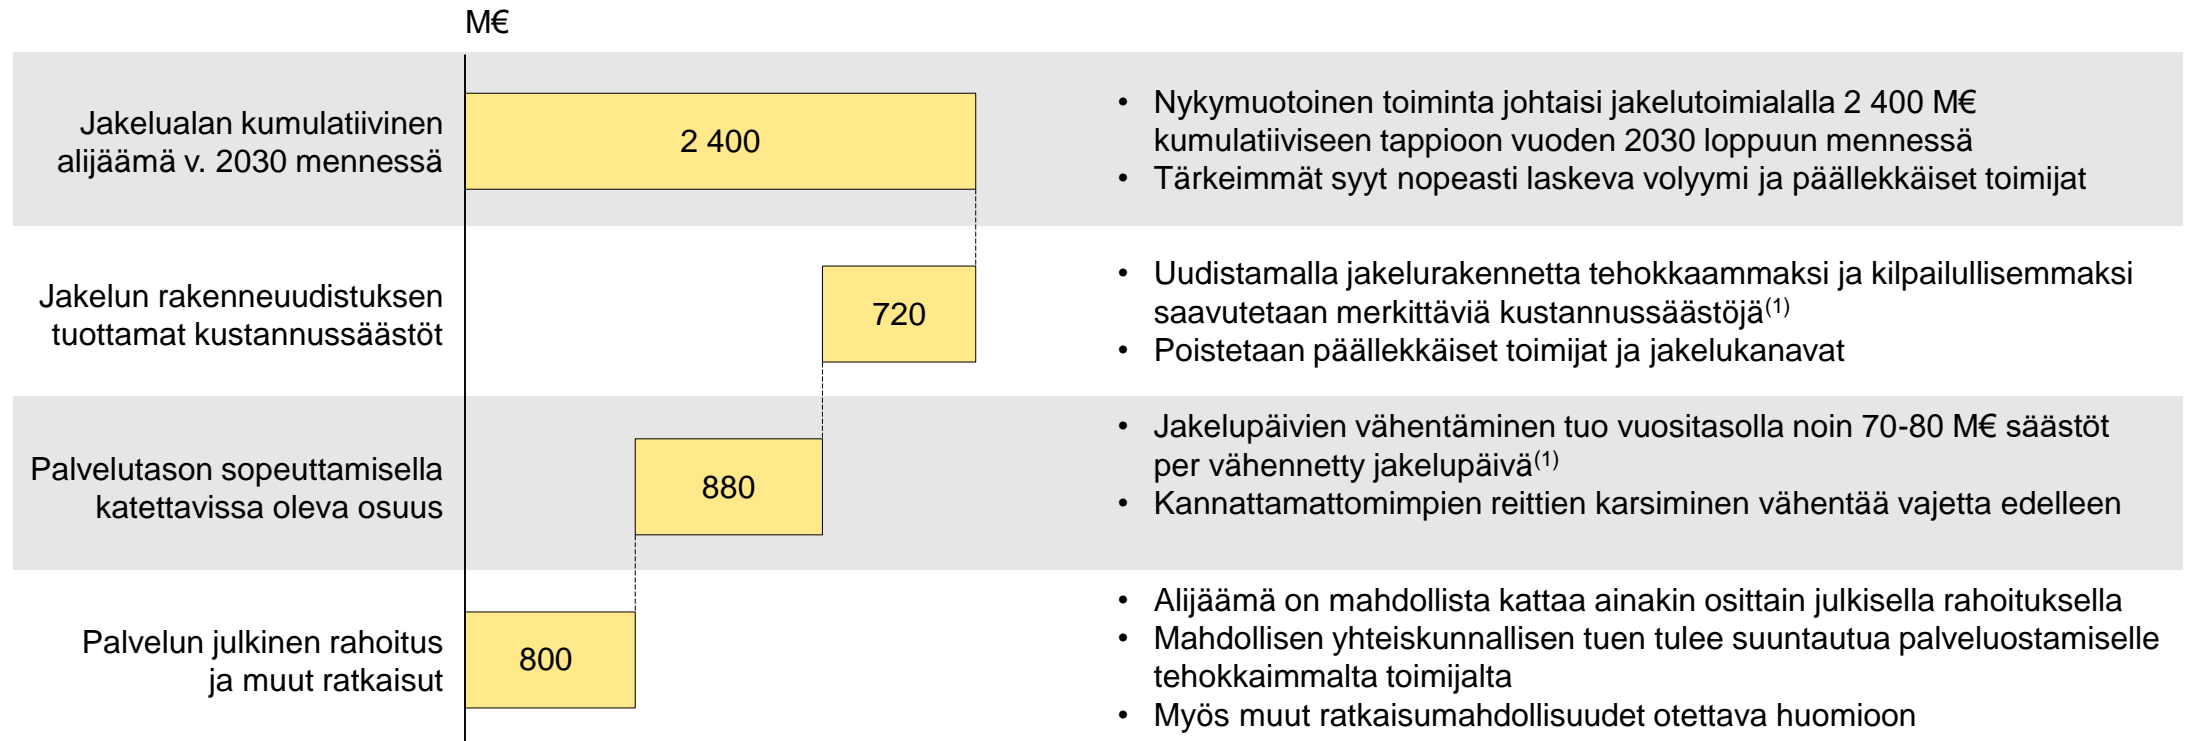 M€
Jakelualan kumulatiivinen
alijäämä v. 2030 mennessä
2 400
• Nykymuotoinen toiminta johtaisi jakelutoimialalla 2 400 M€
kumulatiiviseen tappioon vuoden 2030 loppuun mennessä
• Tärkeimmät syyt nopeasti laskeva volyymi ja päällekkäiset toimijat
Jakelun rakenneuudistuksen
tuottamat kustannussäästöt
720
• Uudistamalla jakelurakennetta tehokkaammaksi ja kilpailullisemmaksi
saavutetaan merkittäviä kustannussäästöjä(1)
• Poistetaan päällekkäiset toimijat ja jakelukanavat
Palvelutason sopeuttamisella
katettavissa oleva osuus
880
• Jakelupäivien vähentäminen tuo vuositasolla noin 70-80 M€ säästöt
per vähennetty jakelupäivä(1)
• Kannattamattomimpien reittien karsiminen vähentää vajetta edelleen
Palvelun julkinen rahoitus
ja muut ratkaisut
800
• Alijäämä on mahdollista kattaa ainakin osittain julkisella rahoituksella
• Mahdollisen yhteiskunnallisen tuen tulee suuntautua palveluostamiselle
tehokkaimmalta toimijalta
• Myös muut ratkaisumahdollisuudet otettava huomioon